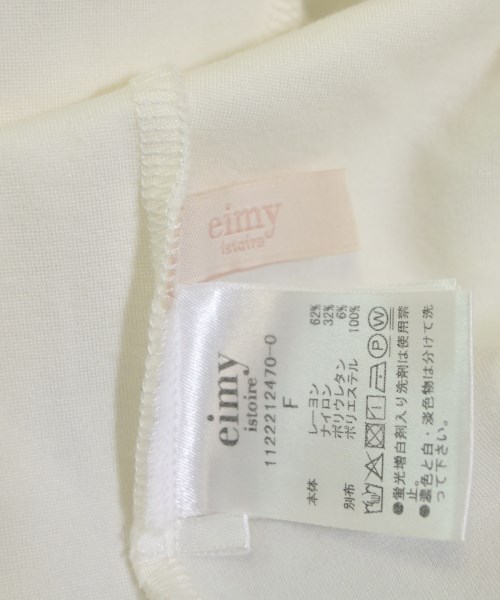 eimy
istoire
eimy
istoire
1122212470-0
F
本体 レーヨン 62%
ナイロン 32%
ポリウレタン 6%
別布 ポリエステル 100%
P W
●蛍光増白剤入り洗剤は使用禁
止。
●濃色と白・淡色物は分けて洗
って下さい。